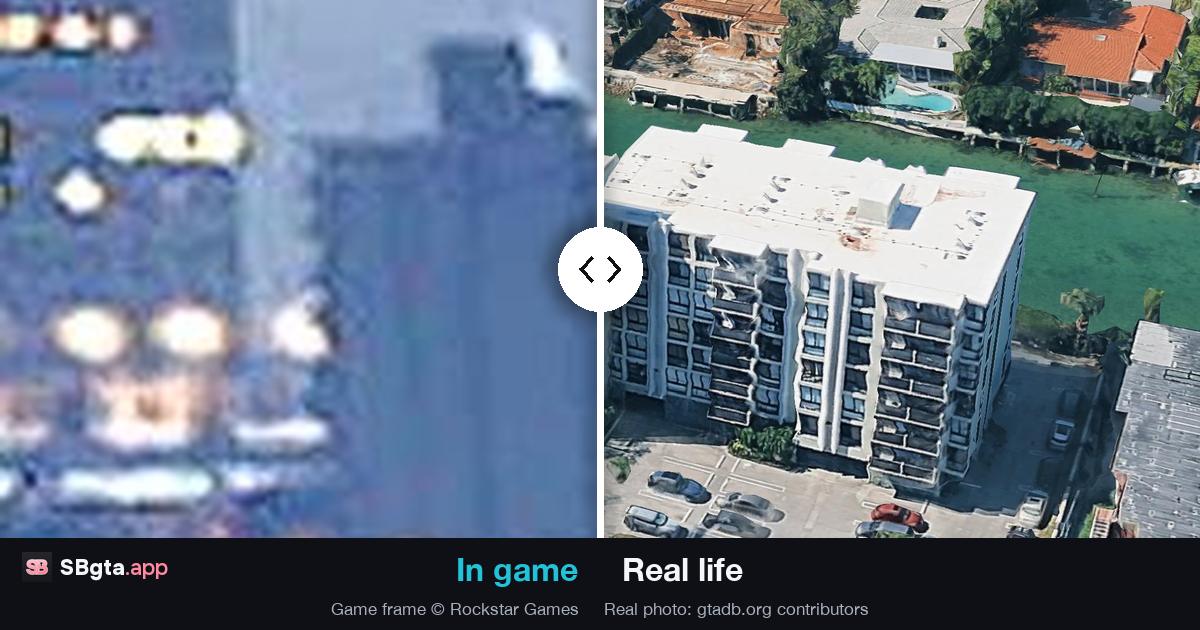 SB SBgta.app
In game Real life
Game frame © Rockstar Games Real photo: gtadb.org contributors